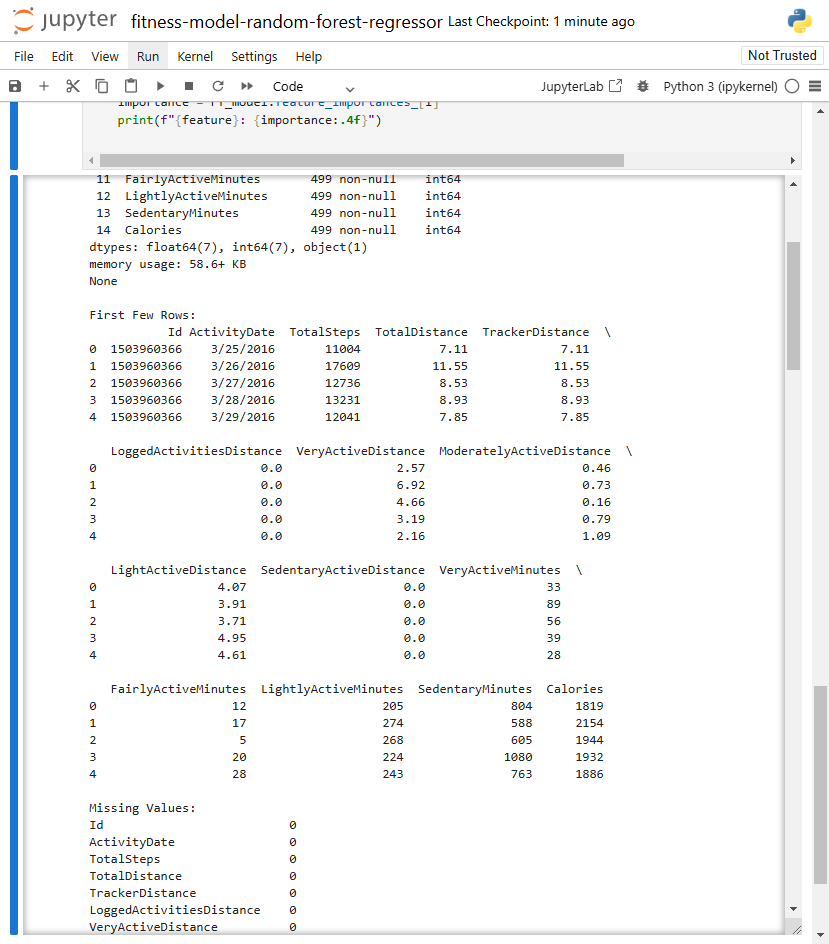 jupyter fitness-model-random-forest-regressor Last Checkpoint: 1 minute ago
File Edit View Run Kernel Settings Help Not Trusted
Code JupyterLab Python 3 (ipykernel)
importance = rf_model.feature_importances_[i]
print(f"{feature}: {importance:.4f}")
11 FairlyActiveMinutes 499 non-null int64
12 LightlyActiveMinutes 499 non-null int64
13 SedentaryMinutes 499 non-null int64
14 Calories 499 non-null int64
dtypes: float64(7), int64(7), object(1)
memory usage: 58.6+ KB
None
First Few Rows:
Id ActivityDate TotalSteps TotalDistance TrackerDistance \
0 1503960366 3/25/2016 11004 7.11 7.11
1 1503960366 3/26/2016 17609 11.55 11.55
2 1503960366 3/27/2016 12736 8.53 8.53
3 1503960366 3/28/2016 13231 8.93 8.93
4 1503960366 3/29/2016 12041 7.85 7.85
LoggedActivitiesDistance VeryActiveDistance ModeratelyActiveDistance \
0 0.0 2.57 0.46
1 0.0 6.92 0.73
2 0.0 4.66 0.16
3 0.0 3.19 0.79
4 0.0 2.16 1.09
LightActiveDistance SedentaryActiveDistance VeryActiveMinutes \
0 4.07 0.0 33
1 3.91 0.0 89
2 3.71 0.0 56
3 4.95 0.0 39
4 4.61 0.0 28
FairlyActiveMinutes LightlyActiveMinutes SedentaryMinutes Calories
0 12 205 804 1819
1 17 274 588 2154
2 5 268 605 1944
3 20 224 1080 1932
4 28 243 763 1886
Missing Values:
Id 0
ActivityDate 0
TotalSteps 0
TotalDistance 0
TrackerDistance 0
LoggedActivitiesDistance 0
VeryActiveDistance 0